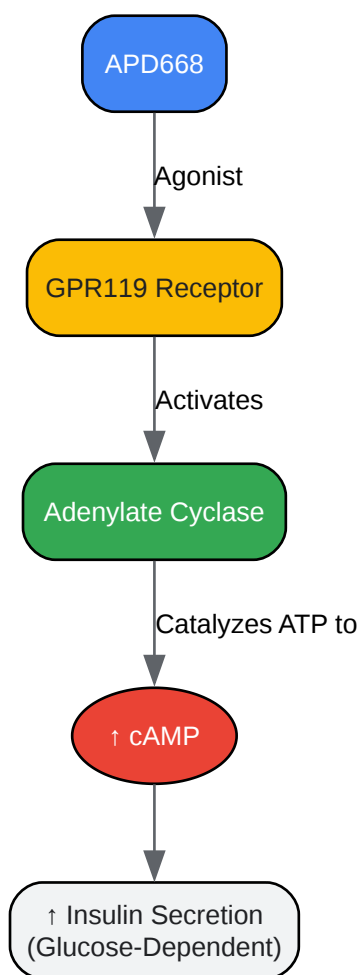 APD668
Agonist
GPR119 Receptor
Activates
Adenylate Cyclase
Catalyzes ATP to
↑ cAMP
↑ Insulin Secretion
(Glucose-Dependent)